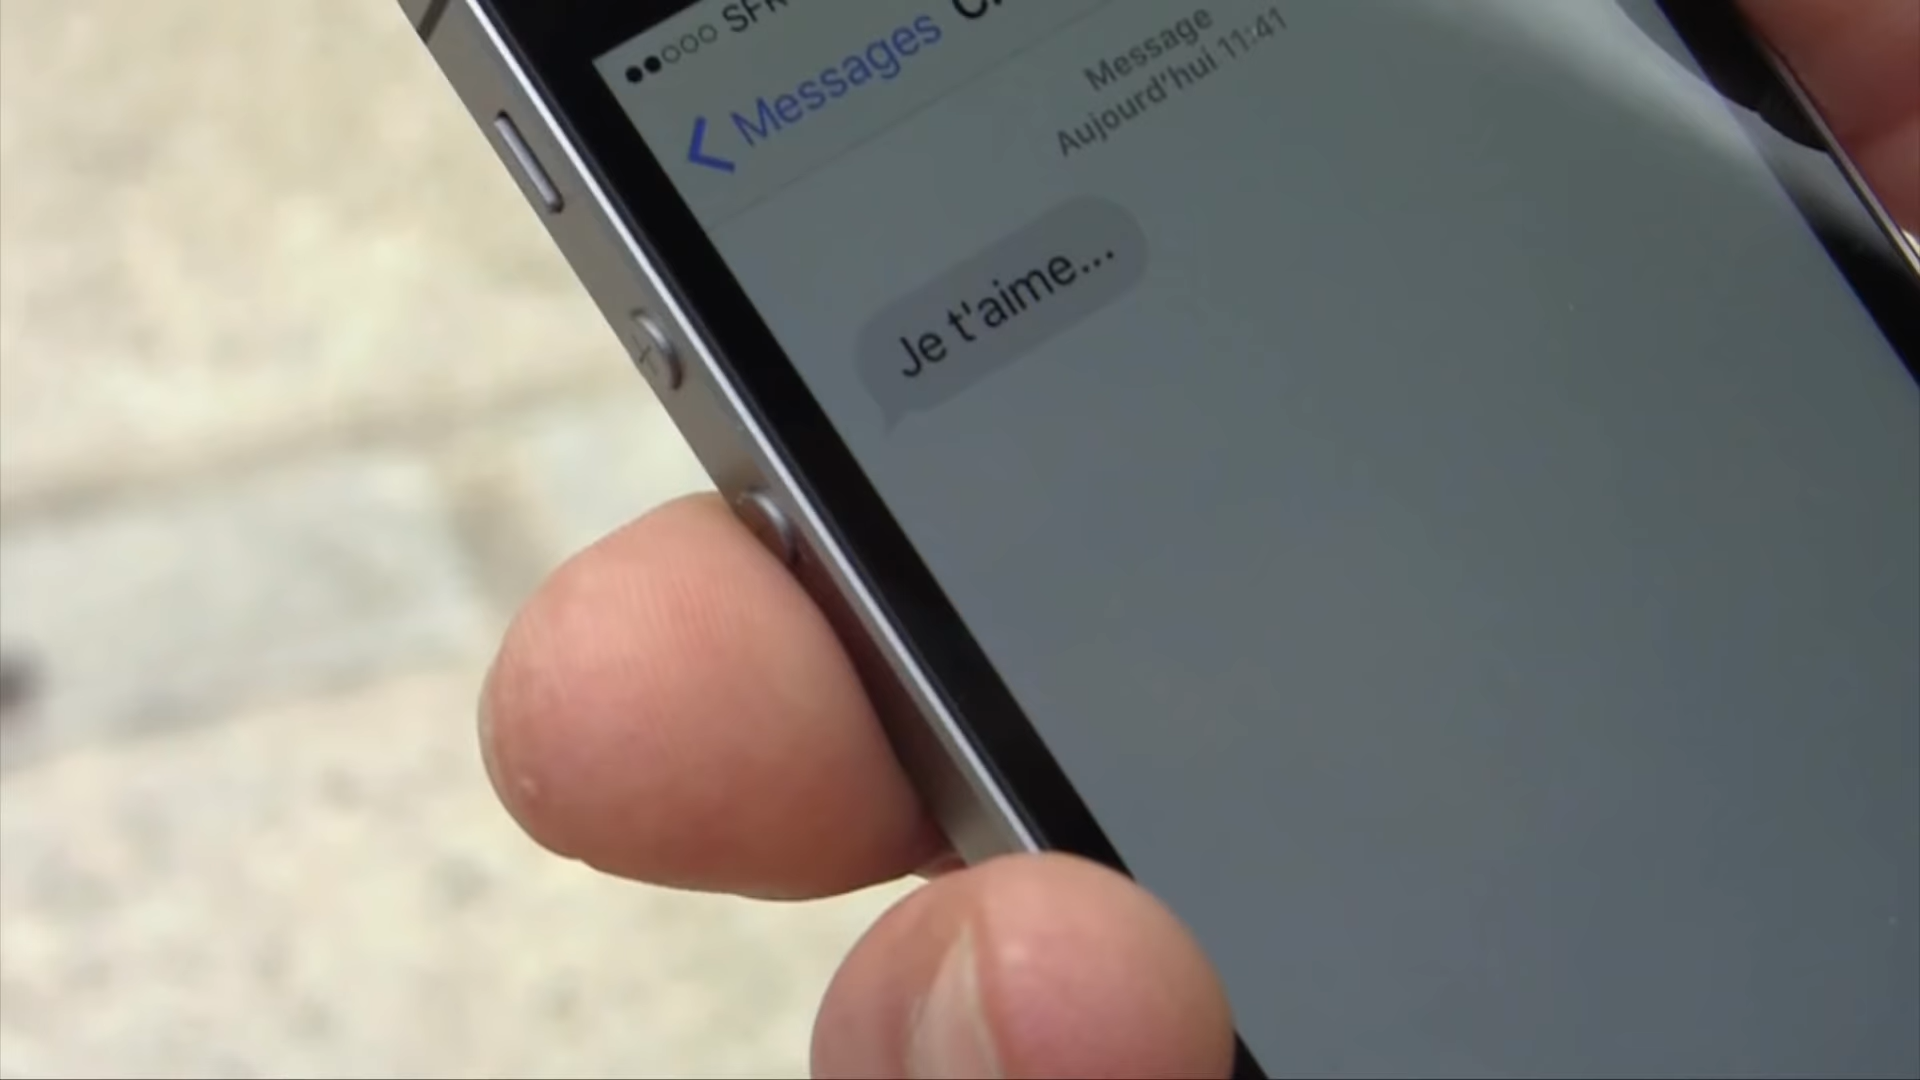 SFR
Messages
Message
Aujourd'hui 11:41
Je t'aime...